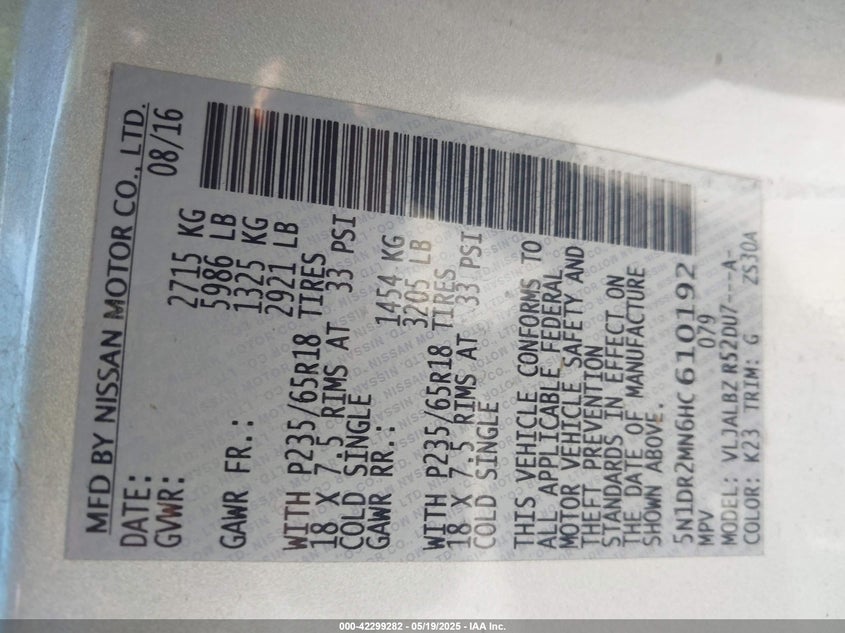 MFD BY NISSAN MOTOR CO., LTD.
DATE: 08/16
GVWR: 2715 KG
5986 LB
GAWR FR.: 1325 KG
2921 LB
WITH P235/65R18 TIRES
18 X 7.5 RIMS AT 33 PSI
COLD SINGLE
GAWR RR.: 1454 KG
3205 LB
WITH P235/65R18 TIRES
18 X 7.5 RIMS AT 33 PSI
COLD SINGLE
THIS VEHICLE CONFORMS TO
ALL APPLICABLE FEDERAL
MOTOR VEHICLE SAFETY AND
THEFT PREVENTION
STANDARDS IN EFFECT ON
THE DATE OF MANUFACTURE
SHOWN ABOVE.
5N1DR2MN6HC610192
MPV 079
MODEL: VLJALBZ R52DU7---A-
COLOR: K23 TRIM: G ZS30A
000-42299282 - 05/19/2025 - IAA Inc.